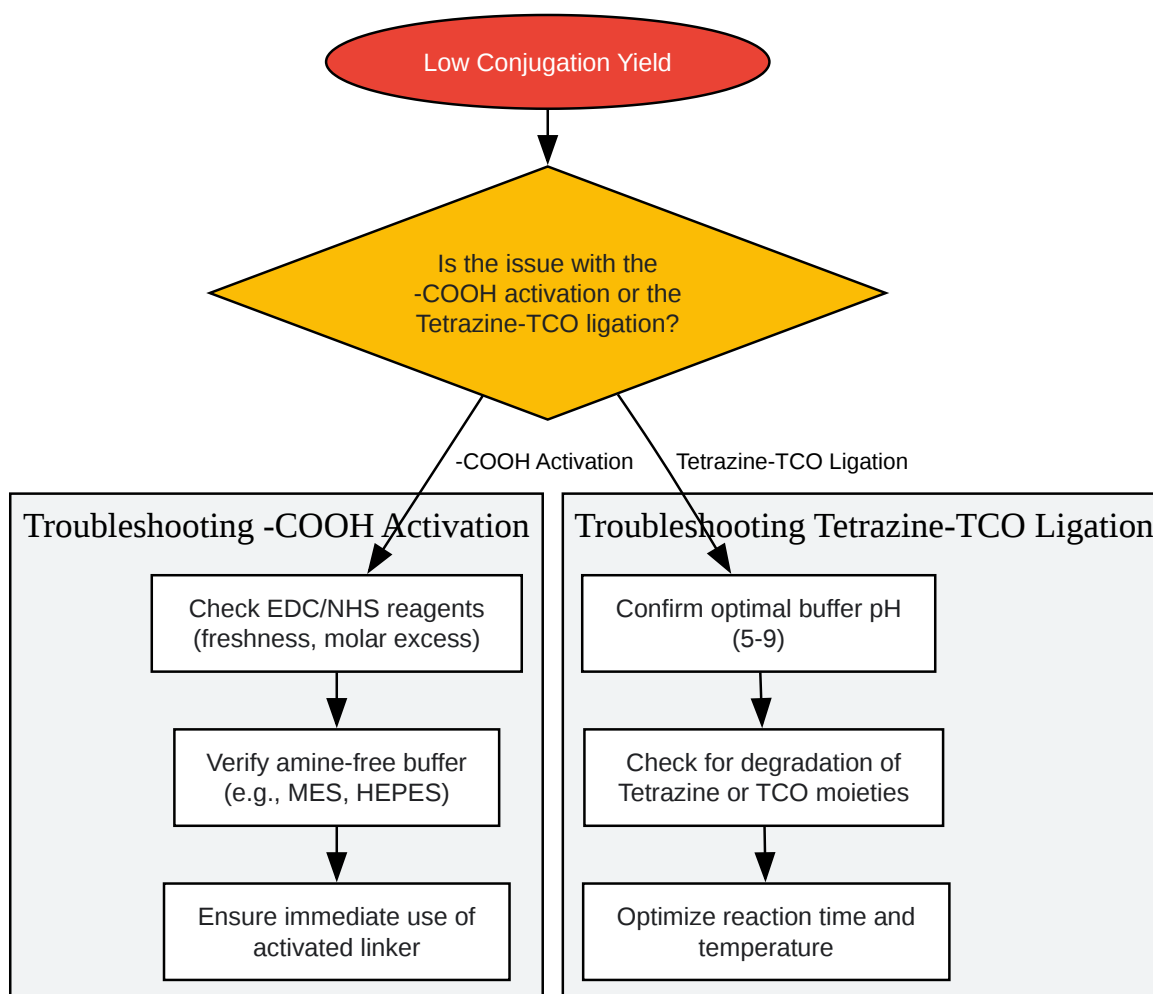 Low Conjugation Yield
Is the issue with the
-COOH activation or the
Tetrazine-TCO ligation?
-COOH Activation
Tetrazine-TCO Ligation
Troubleshooting -COOH Activation
Check EDC/NHS reagents
(freshness, molar excess)
Verify amine-free buffer
(e.g., MES, HEPES)
Ensure immediate use of
activated linker
Troubleshooting Tetrazine-TCO Ligation
Confirm optimal buffer pH
(5-9)
Check for degradation of
Tetrazine or TCO moieties
Optimize reaction time and
temperature